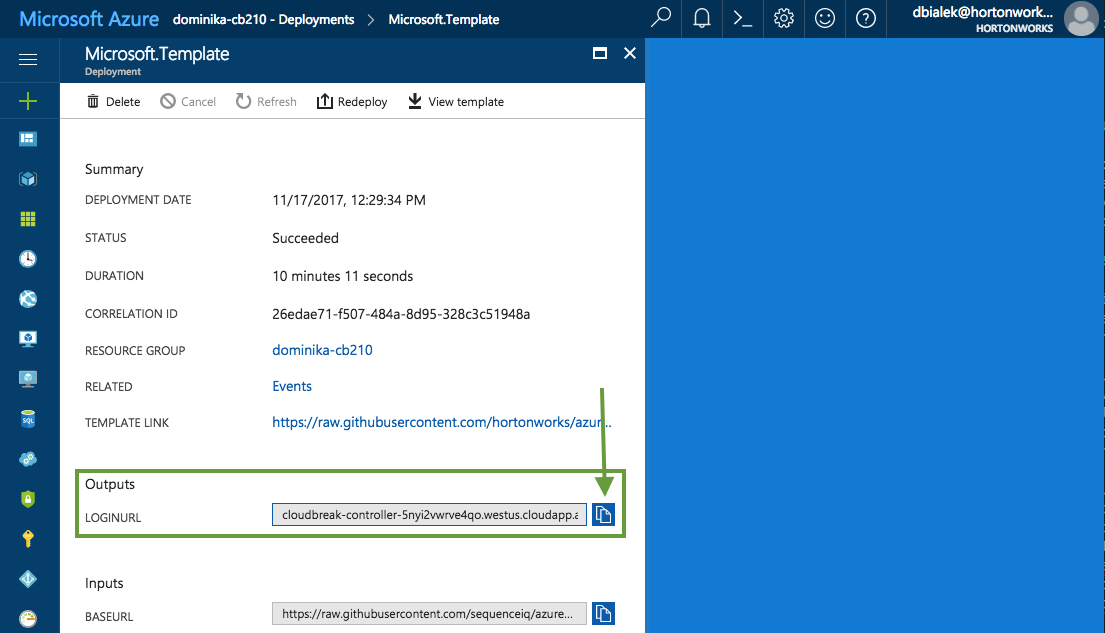 Microsoft Azure dominika-cb210 - Deployments > Microsoft.Template
dbialek@hortonwork...
HORTONWORKS
Microsoft.Template
Deployment
Delete Cancel Refresh Redeploy View template
Summary
DEPLOYMENT DATE 11/17/2017, 12:29:34 PM
STATUS Succeeded
DURATION 10 minutes 11 seconds
CORRELATION ID 26edae71-f507-484a-8d95-328c3c51948a
RESOURCE GROUP dominika-cb210
RELATED Events
TEMPLATE LINK https://raw.githubusercontent.com/hortonworks/azur...
Outputs
LOGINURL cloudbreak-controller-5nyi2vwrve4qo.westus.cloudapp.a
Inputs
BASEURL https://raw.githubusercontent.com/sequenceiq/azure...
SQL